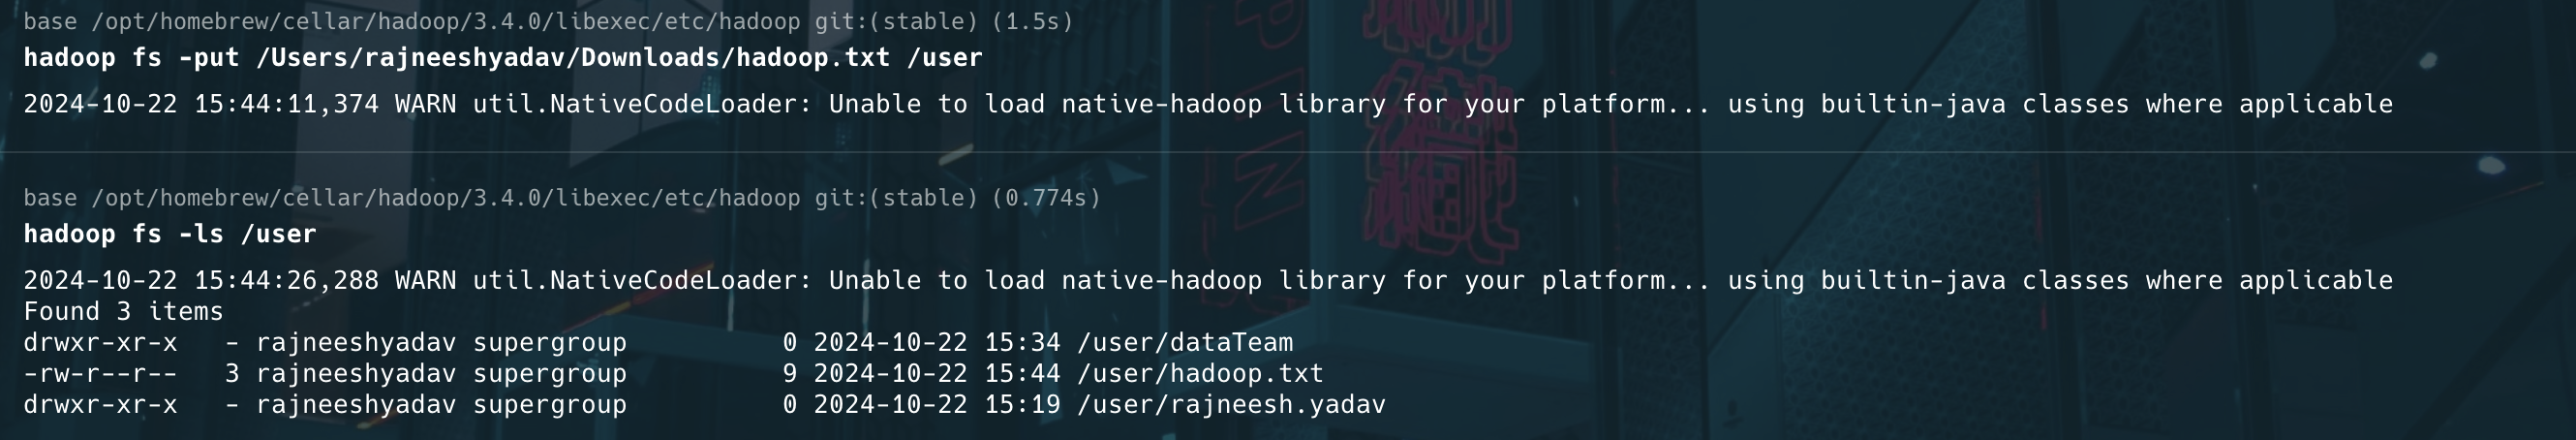 base /opt/homebrew/cellar/hadoop/3.4.0/libexec/etc/hadoop git:(stable) (1.5s)
hadoop fs -put /Users/rajneeshyadav/Downloads/hadoop.txt /user
2024-10-22 15:44:11,374 WARN util.NativeCodeLoader: Unable to load native-hadoop library for your platform... using builtin-java classes where applicable
base /opt/homebrew/cellar/hadoop/3.4.0/libexec/etc/hadoop git:(stable) (0.774s)
hadoop fs -ls /user
2024-10-22 15:44:26,288 WARN util.NativeCodeLoader: Unable to load native-hadoop library for your platform... using builtin-java classes where applicable
Found 3 items
drwxr-xr-x   - rajneeshyadav supergroup          0 2024-10-22 15:34 /user/dataTeam
-rw-r--r--   3 rajneeshyadav supergroup          9 2024-10-22 15:44 /user/hadoop.txt
drwxr-xr-x   - rajneeshyadav supergroup          0 2024-10-22 15:19 /user/rajneesh.yadav